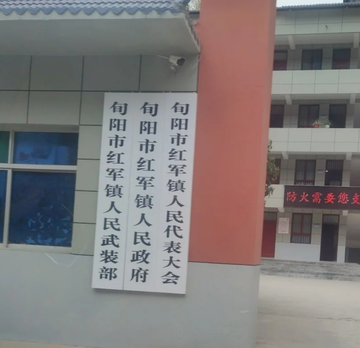 旬阳市红军镇人民代表大会
旬阳市红军镇人民政府
旬阳市红军镇人民武装部
防火需要您支